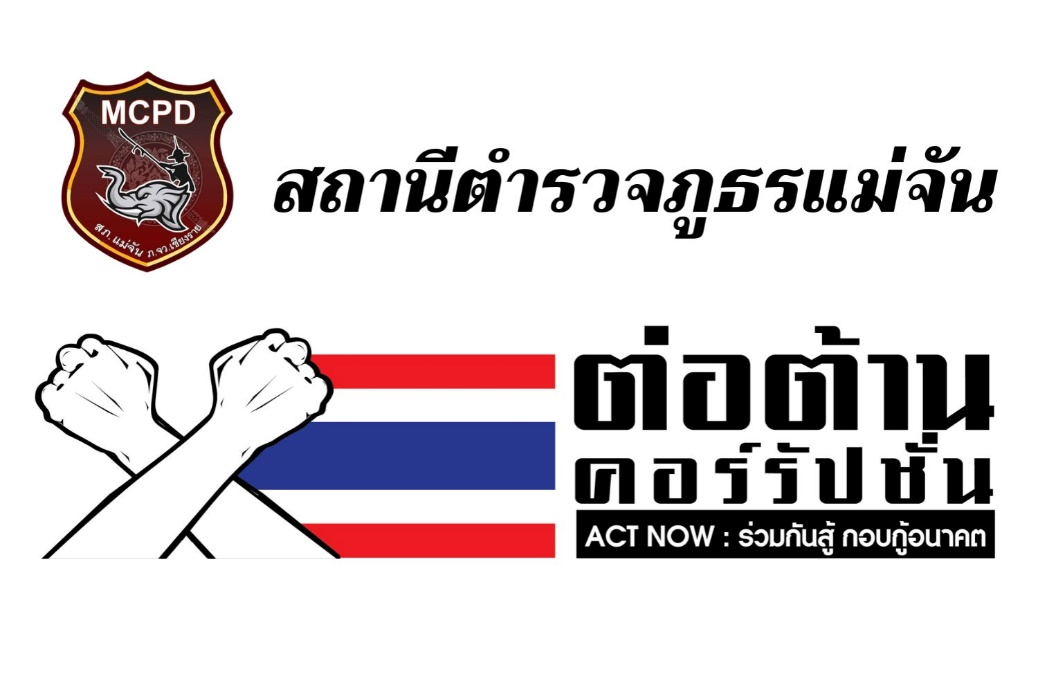 MCPD
สภ. แม่จัน ภ.จว.เชียงราย
สถานีตำรวจภูธรแม่จัน
ต่อต้าน
คอร์รัปชั่น
ACT NOW : ร่วมกันสู้ กอบกู้อนาคต